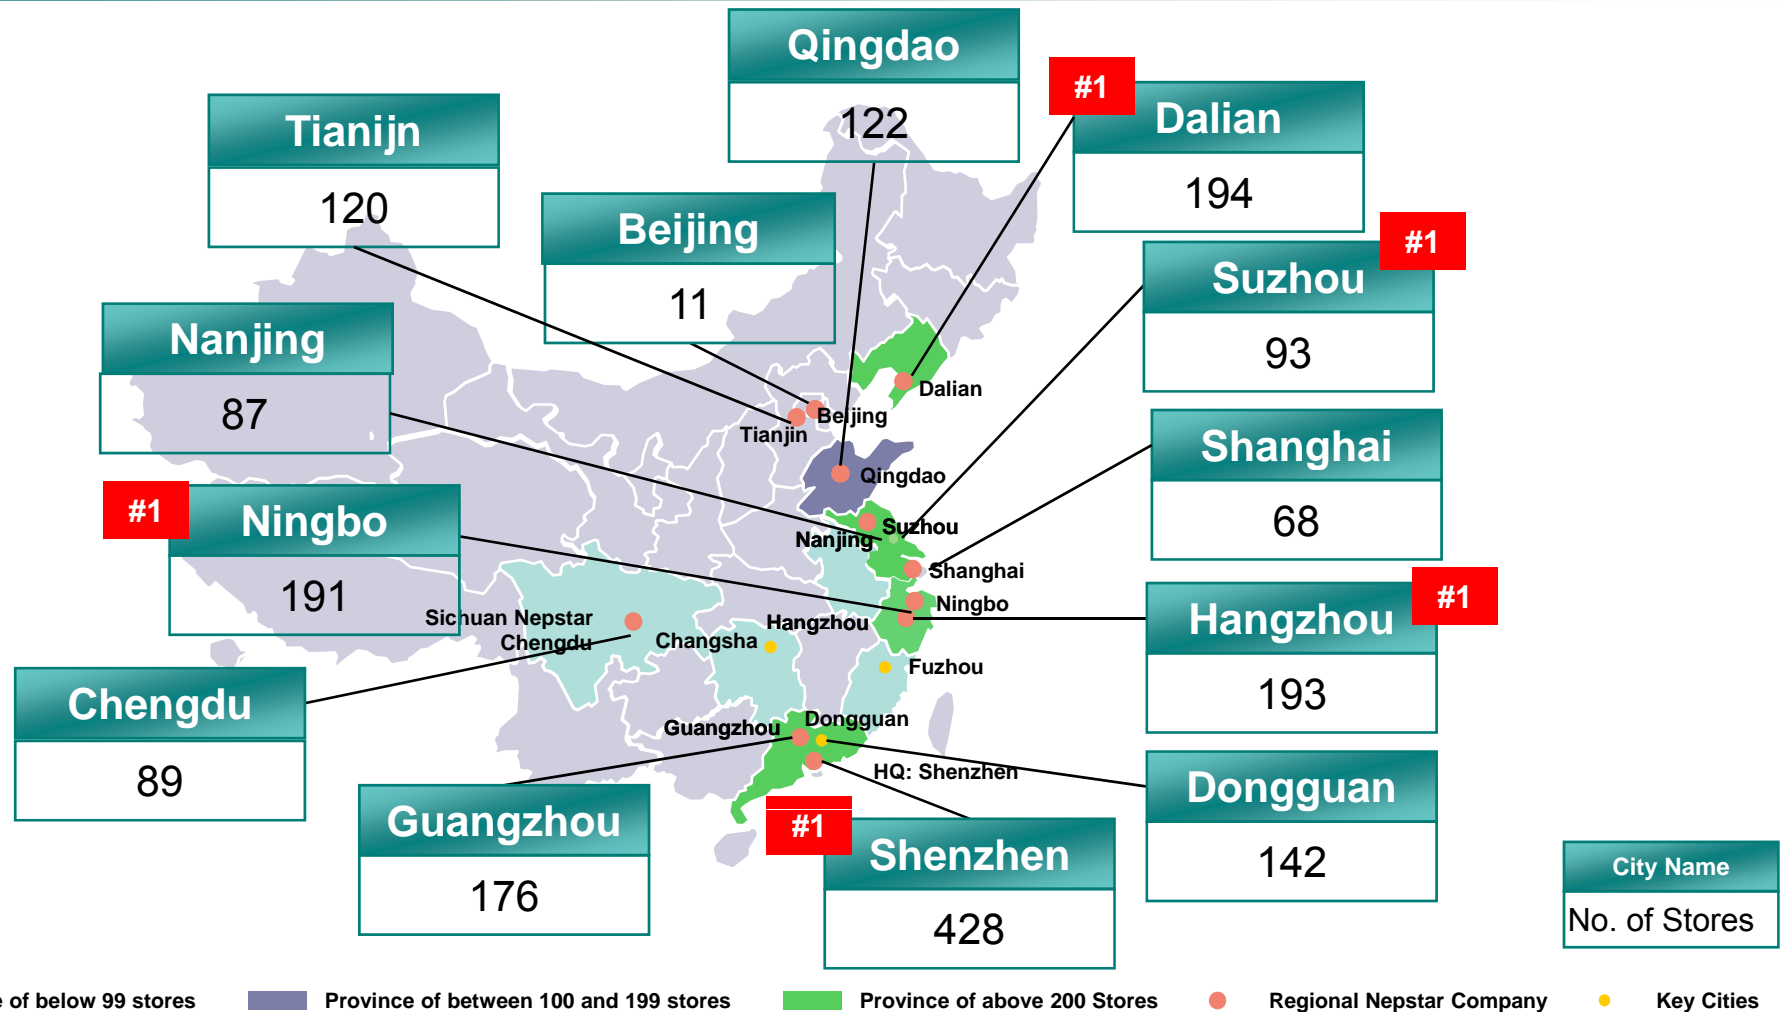 Qingdao
122
#1
Dalian
194
Tianijn
120
Beijing
11
#1
Suzhou
93
Nanjing
87
Shanghai
68
#1
Ningbo
191
#1
Hangzhou
193
Chengdu
89
Guangzhou
176
#1
Shenzhen
428
Dongguan
142
City Name
No. of Stores
Dalian
Beijing
Tianjin
Qingdao
Suzhou
Nanjing
Shanghai
Ningbo
Hangzhou
Sichuan Nepstar
Chengdu
Changsha
Fuzhou
Dongguan
Guangzhou
HQ: Shenzhen
of below 99 stores
Province of between 100 and 199 stores
Province of above 200 Stores
Regional Nepstar Company
Key Cities